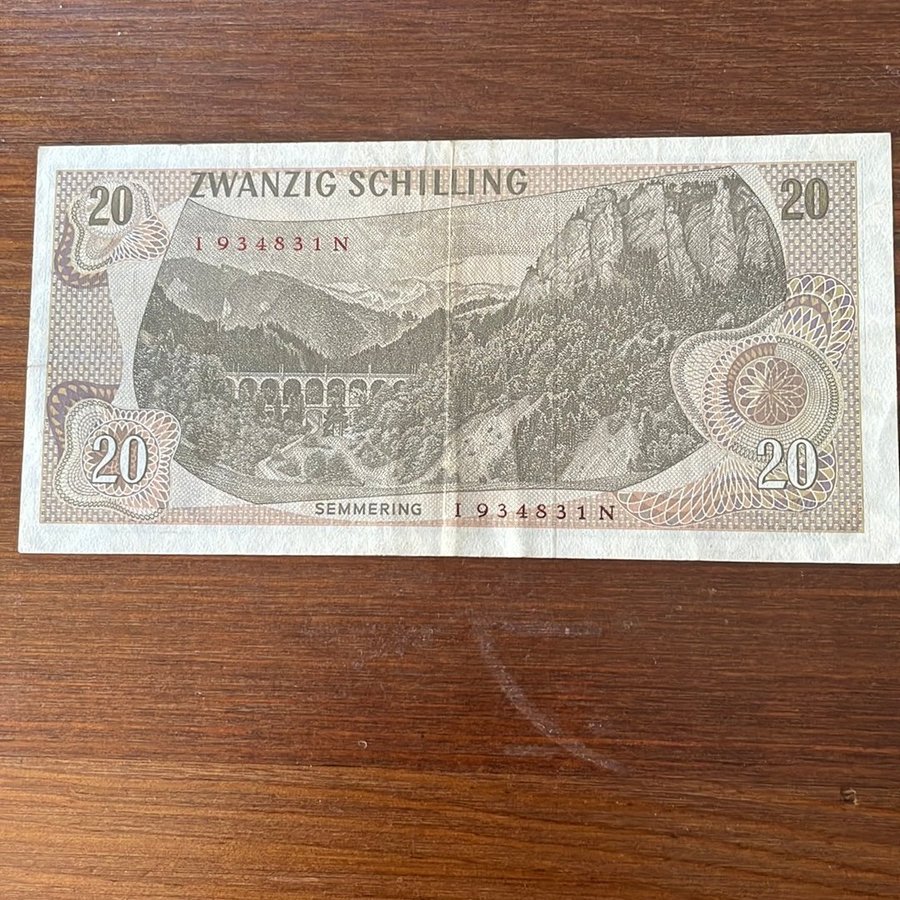 20 ZWANZIG SCHILLING 20
I 934831 N
20 20
SEMMERING I 934831 N